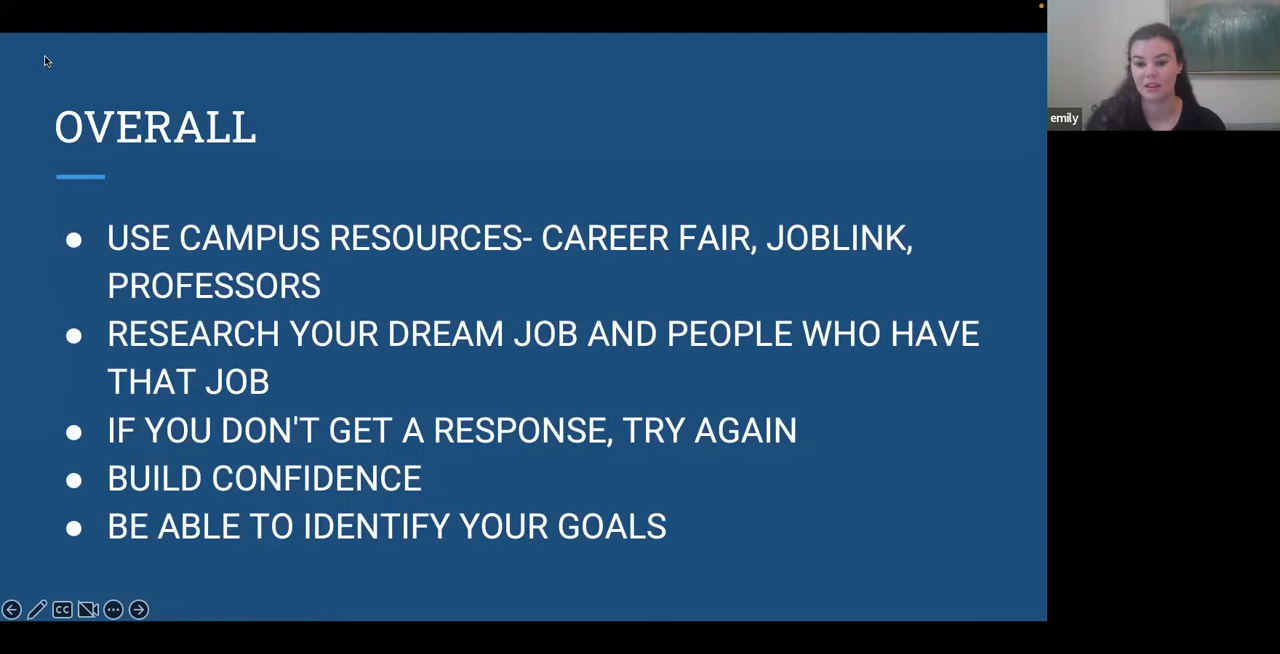 OVERALL
● USE CAMPUS RESOURCES- CAREER FAIR, JOBLINK,
PROFESSORS
● RESEARCH YOUR DREAM JOB AND PEOPLE WHO HAVE
THAT JOB
● IF YOU DON'T GET A RESPONSE, TRY AGAIN
● BUILD CONFIDENCE
● BE ABLE TO IDENTIFY YOUR GOALS
CC
emily